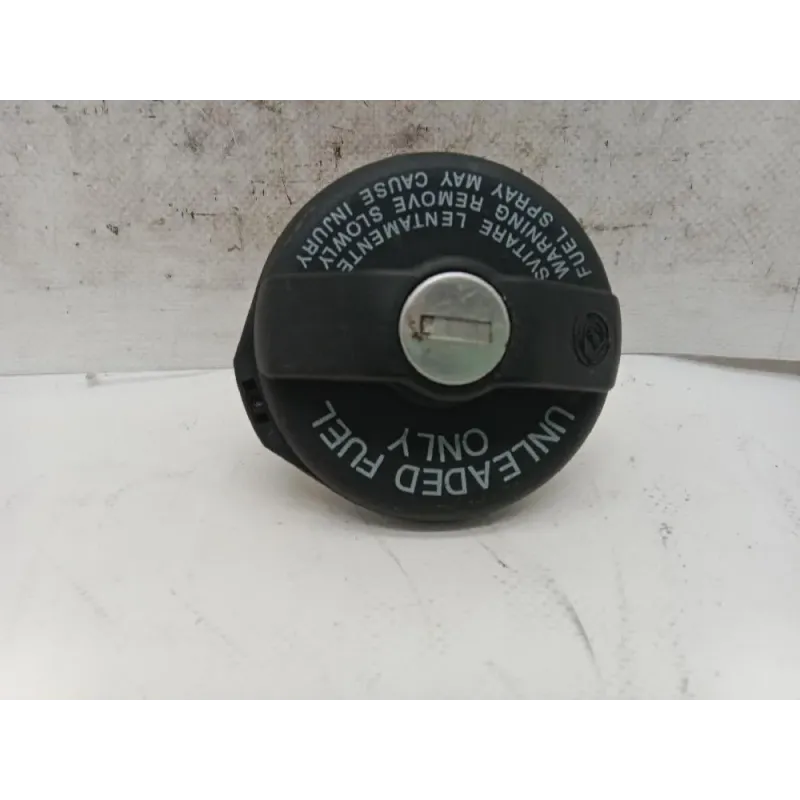 UNLEADED FUEL
ONLY
SVITARE LENTAMENTE
WARNING REMOVE SLOWLY
FUEL SPRAY MAY CAUSE INJURY